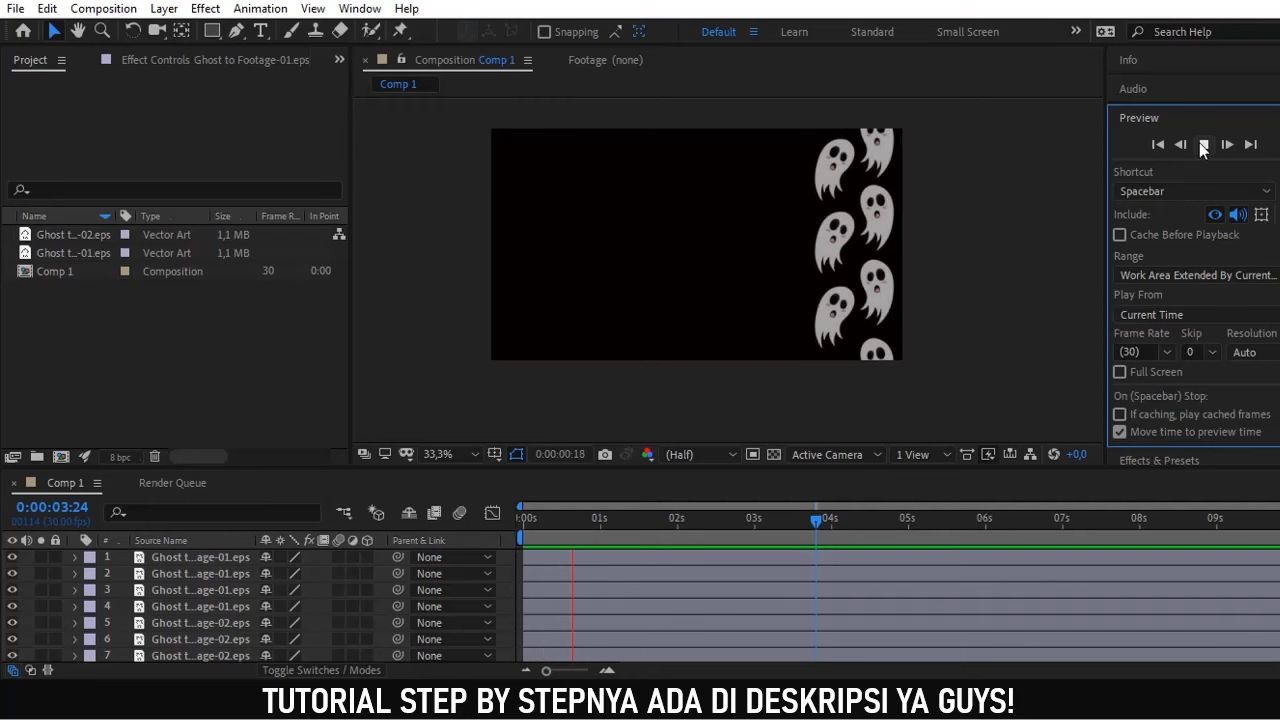 File Edit Composition Layer Effect Animation View Window Help
Snapping Default Learn Standard Small Screen Search Help
Project Effect Controls Ghost to Footage-01.eps
Name Type Size Frame R... In Point
Ghost t...-02.eps Vector Art 1,1 MB
Ghost t...-01.eps Vector Art 1,1 MB
Comp 1 Composition 30 0:00
8 bpc
Composition Comp 1 Footage (none)
Comp 1
33,3% 0:00:00:18 (Half) Active Camera 1 View +0,0
Info
Audio
Preview
Shortcut
Spacebar
Include:
Cache Before Playback
Range
Work Area Extended By Current...
Play From
Current Time
Frame Rate Skip Resolution
(30) 0 Auto
Full Screen
On (Spacebar) Stop:
If caching, play cached frames
Move time to preview time
Effects & Presets
Comp 1 Render Queue
0:00:03:24
00114 (30.00 fps)
:00s 01s 02s 03s 04s 05s 06s 07s 08s 09s
# Source Name fx Parent & Link
1 Ghost t...age-01.eps None
2 Ghost t...age-01.eps None
3 Ghost t...age-01.eps None
4 Ghost t...age-01.eps None
5 Ghost t...age-02.eps None
6 Ghost t...age-02.eps None
7 Ghost t...age-02.eps None
Toggle Switches / Modes
TUTORIAL STEP BY STEPNYA ADA DI DESKRIPSI YA GUYS!